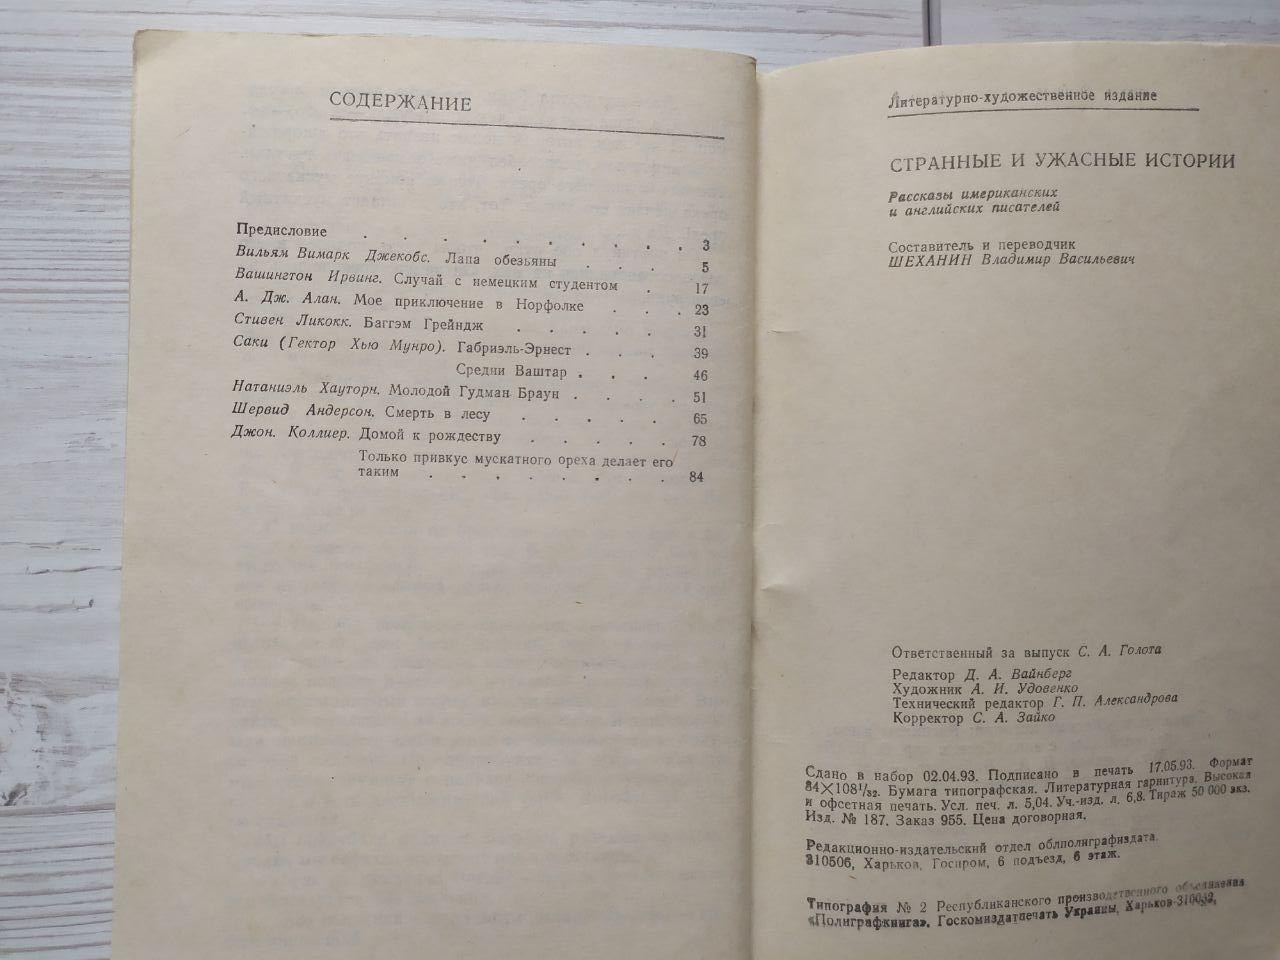 СОДЕРЖАНИЕ
Предисловие . . . . . . . . . 3
Вильям Вимарк Джекобс. Лапа обезьяны . . . . 5
Вашингтон Ирвинг. Случай с немецким студентом . 17
А. Дж. Алан. Мое приключение в Норфолке . . . 23
Стивен Ликокк. Баггэм Грейндж . . . . . 31
Саки (Гектор Хью Мунро). Габриэль-Эрнест . . . 39
Средни Ваштар . . . 46
Натаниэль Хауторн. Молодой Гудман Браун . . . . 51
Шервид Андерсон. Смерть в лесу . . . . . 65
Джон. Коллиер. Домой к рождеству . . . . . 78
Только привкус мускатного ореха делает его
таким . . . . . . . . 84
Литературно-художественное издание
СТРАННЫЕ И УЖАСНЫЕ ИСТОРИИ
Рассказы американских
и английских писателей
Составитель и переводчик
ШЕХАНИН Владимир Васильевич
Ответственный за выпуск С. А. Голота
Редактор Д. А. Вайнберг
Художник А. И. Удовенко
Технический редактор Г. П. Александрова
Корректор С. А. Зайко
Сдано в набор 02.04.93. Подписано в печать 17.05.93. Формат
84×108¹/₃₂. Бумага типографская. Литературная гарнитура. Высокая
и офсетная печать. Усл. печ. л. 5,04. Уч.-изд. л. 6,8. Тираж 50 000 экз.
Изд. № 187. Заказ 955. Цена договорная.
Редакционно-издательский отдел облполиграфиздата.
310506, Харьков, Госпром, 6 подъезд, 6 этаж.
Типография № 2 Республиканского производственного объединения
«Полиграфкнига». Госкомиздатпечать Украины, Харьков